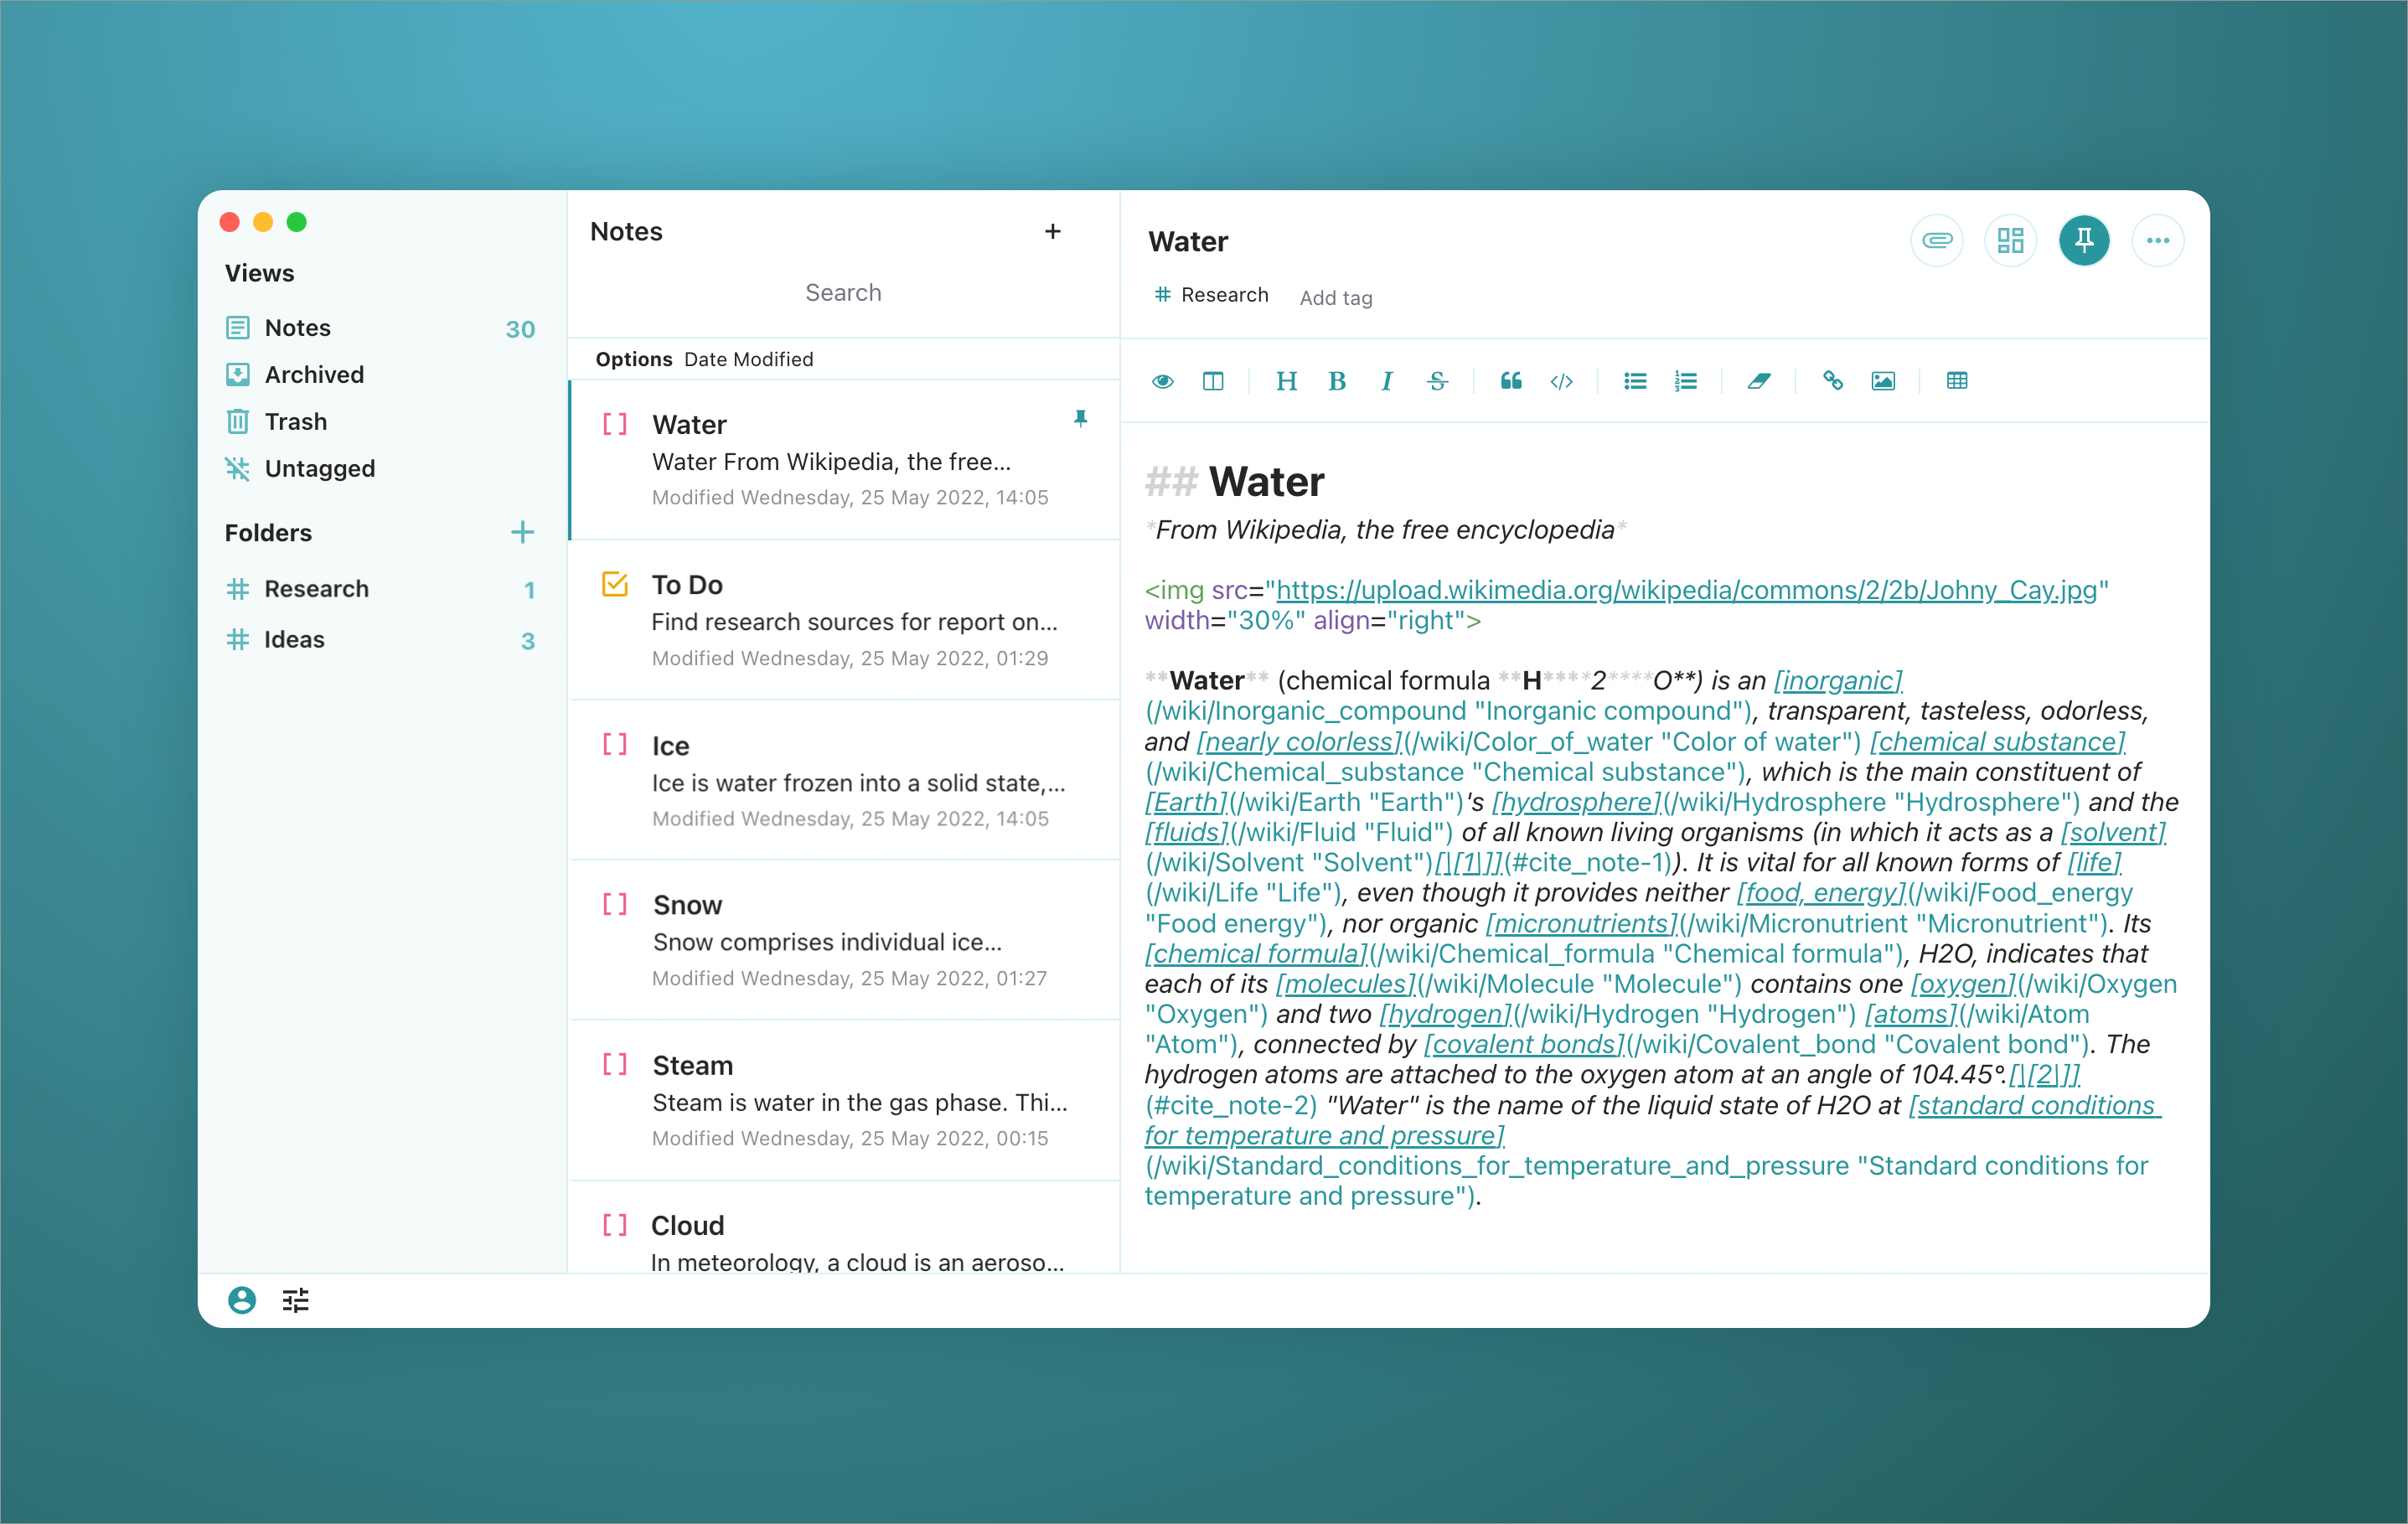 Views
Notes 30
Archived
Trash
Untagged
Folders
Research 1
Ideas 3
Notes
Search
Options Date Modified
Water
Water From Wikipedia, the free...
Modified Wednesday, 25 May 2022, 14:05
To Do
Find research sources for report on...
Modified Wednesday, 25 May 2022, 01:29
Ice
Ice is water frozen into a solid state,...
Modified Wednesday, 25 May 2022, 14:05
Snow
Snow comprises individual ice...
Modified Wednesday, 25 May 2022, 01:27
Steam
Steam is water in the gas phase. Thi...
Modified Wednesday, 25 May 2022, 00:15
Cloud
In meteorology, a cloud is an aeroso...
Water
# Research Add tag
## Water
*From Wikipedia, the free encyclopedia*
<img src="https://upload.wikimedia.org/wikipedia/commons/2/2b/Johny_Cay.jpg"
width="30%" align="right">
**Water** (chemical formula **H****2****O**) is an [inorganic]
(/wiki/Inorganic_compound "Inorganic compound"), transparent, tasteless, odorless,
and [nearly colorless](/wiki/Color_of_water "Color of water") [chemical substance]
(/wiki/Chemical_substance "Chemical substance"), which is the main constituent of
[Earth](/wiki/Earth "Earth")'s [hydrosphere](/wiki/Hydrosphere "Hydrosphere") and the
[fluids](/wiki/Fluid "Fluid") of all known living organisms (in which it acts as a [solvent]
(/wiki/Solvent "Solvent")[\[1\]](#cite_note-1)). It is vital for all known forms of [life]
(/wiki/Life "Life"), even though it provides neither [food, energy](/wiki/Food_energy
"Food energy"), nor organic [micronutrients](/wiki/Micronutrient "Micronutrient"). Its
[chemical formula](/wiki/Chemical_formula "Chemical formula"), H2O, indicates that
each of its [molecules](/wiki/Molecule "Molecule") contains one [oxygen](/wiki/Oxygen
"Oxygen") and two [hydrogen](/wiki/Hydrogen "Hydrogen") [atoms](/wiki/Atom
"Atom"), connected by [covalent bonds](/wiki/Covalent_bond "Covalent bond"). The
hydrogen atoms are attached to the oxygen atom at an angle of 104.45°.[\[2\]]
(#cite_note-2) "Water" is the name of the liquid state of H2O at [standard conditions
for temperature and pressure]
(/wiki/Standard_conditions_for_temperature_and_pressure "Standard conditions for
temperature and pressure").